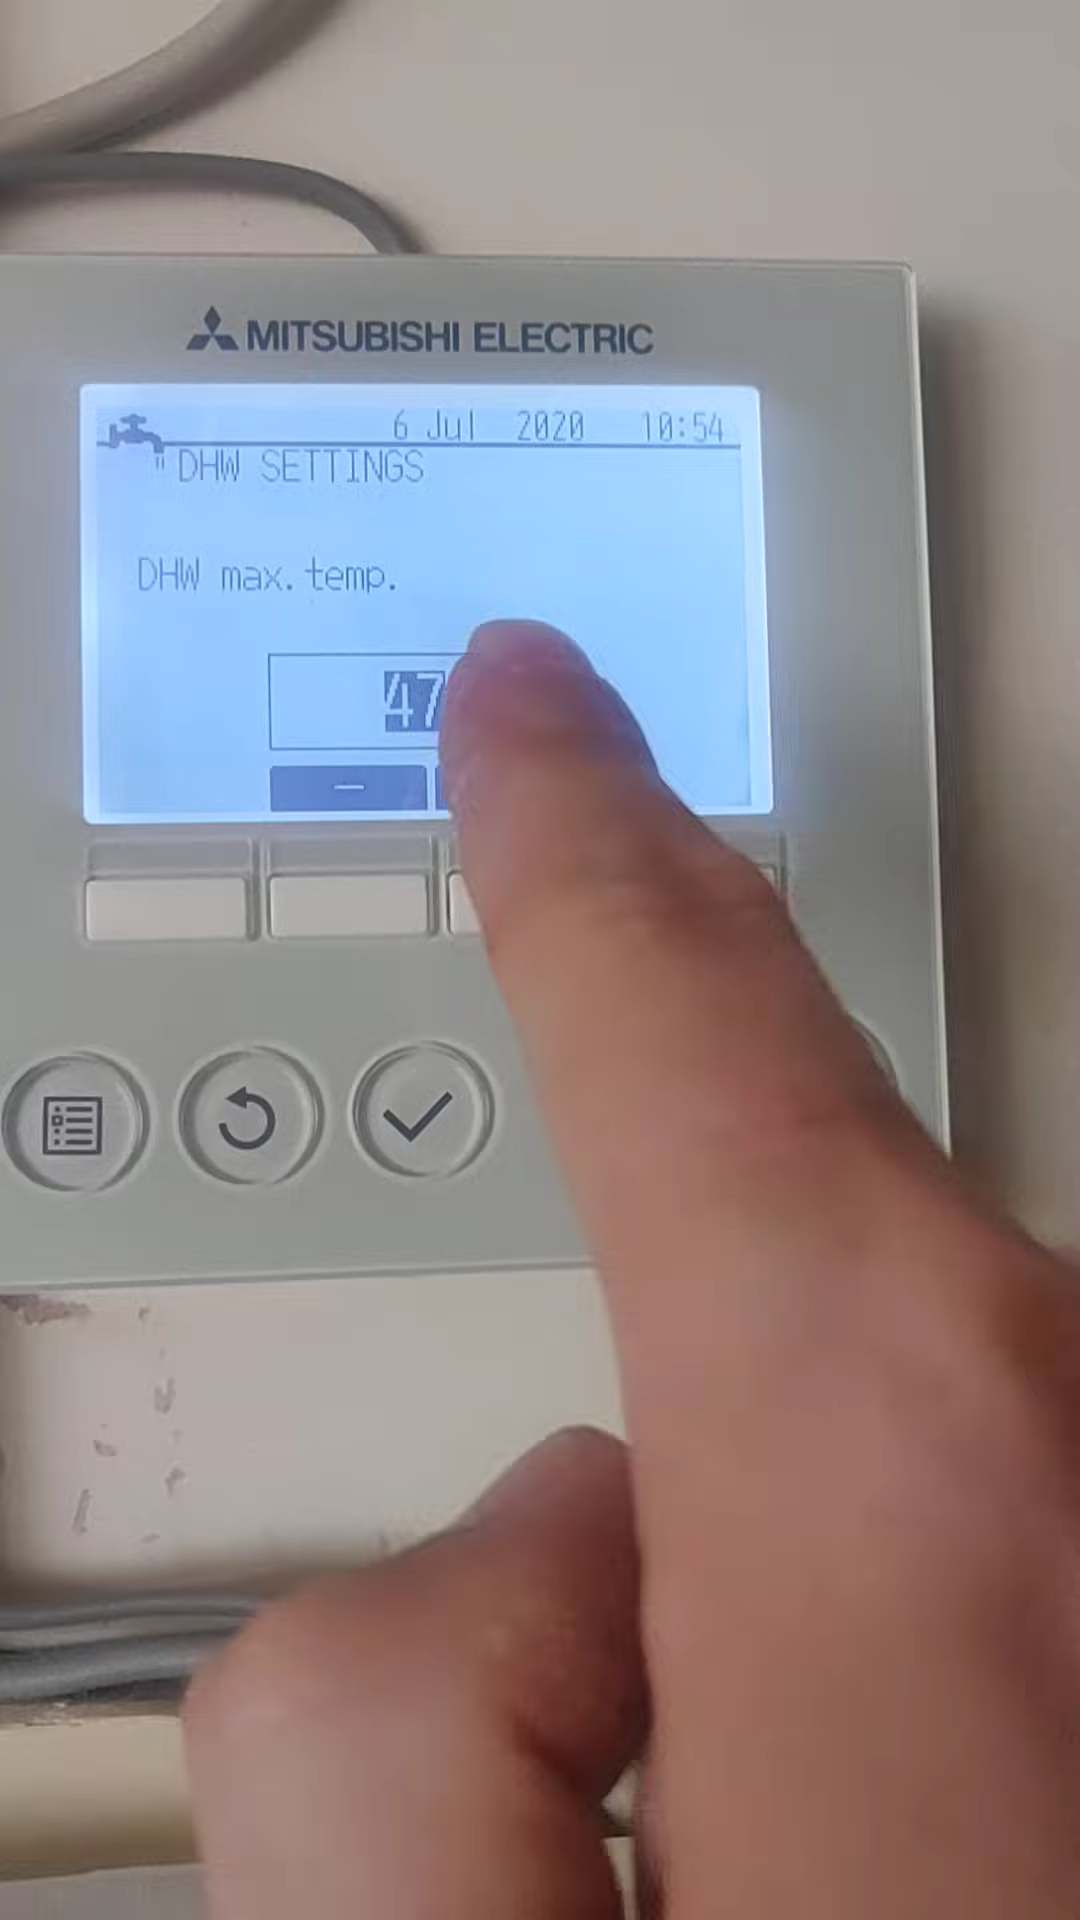 MITSUBISHI ELECTRIC
6 Jul 2020 10:54
DHW SETTINGS
DHW max.temp.
47
−